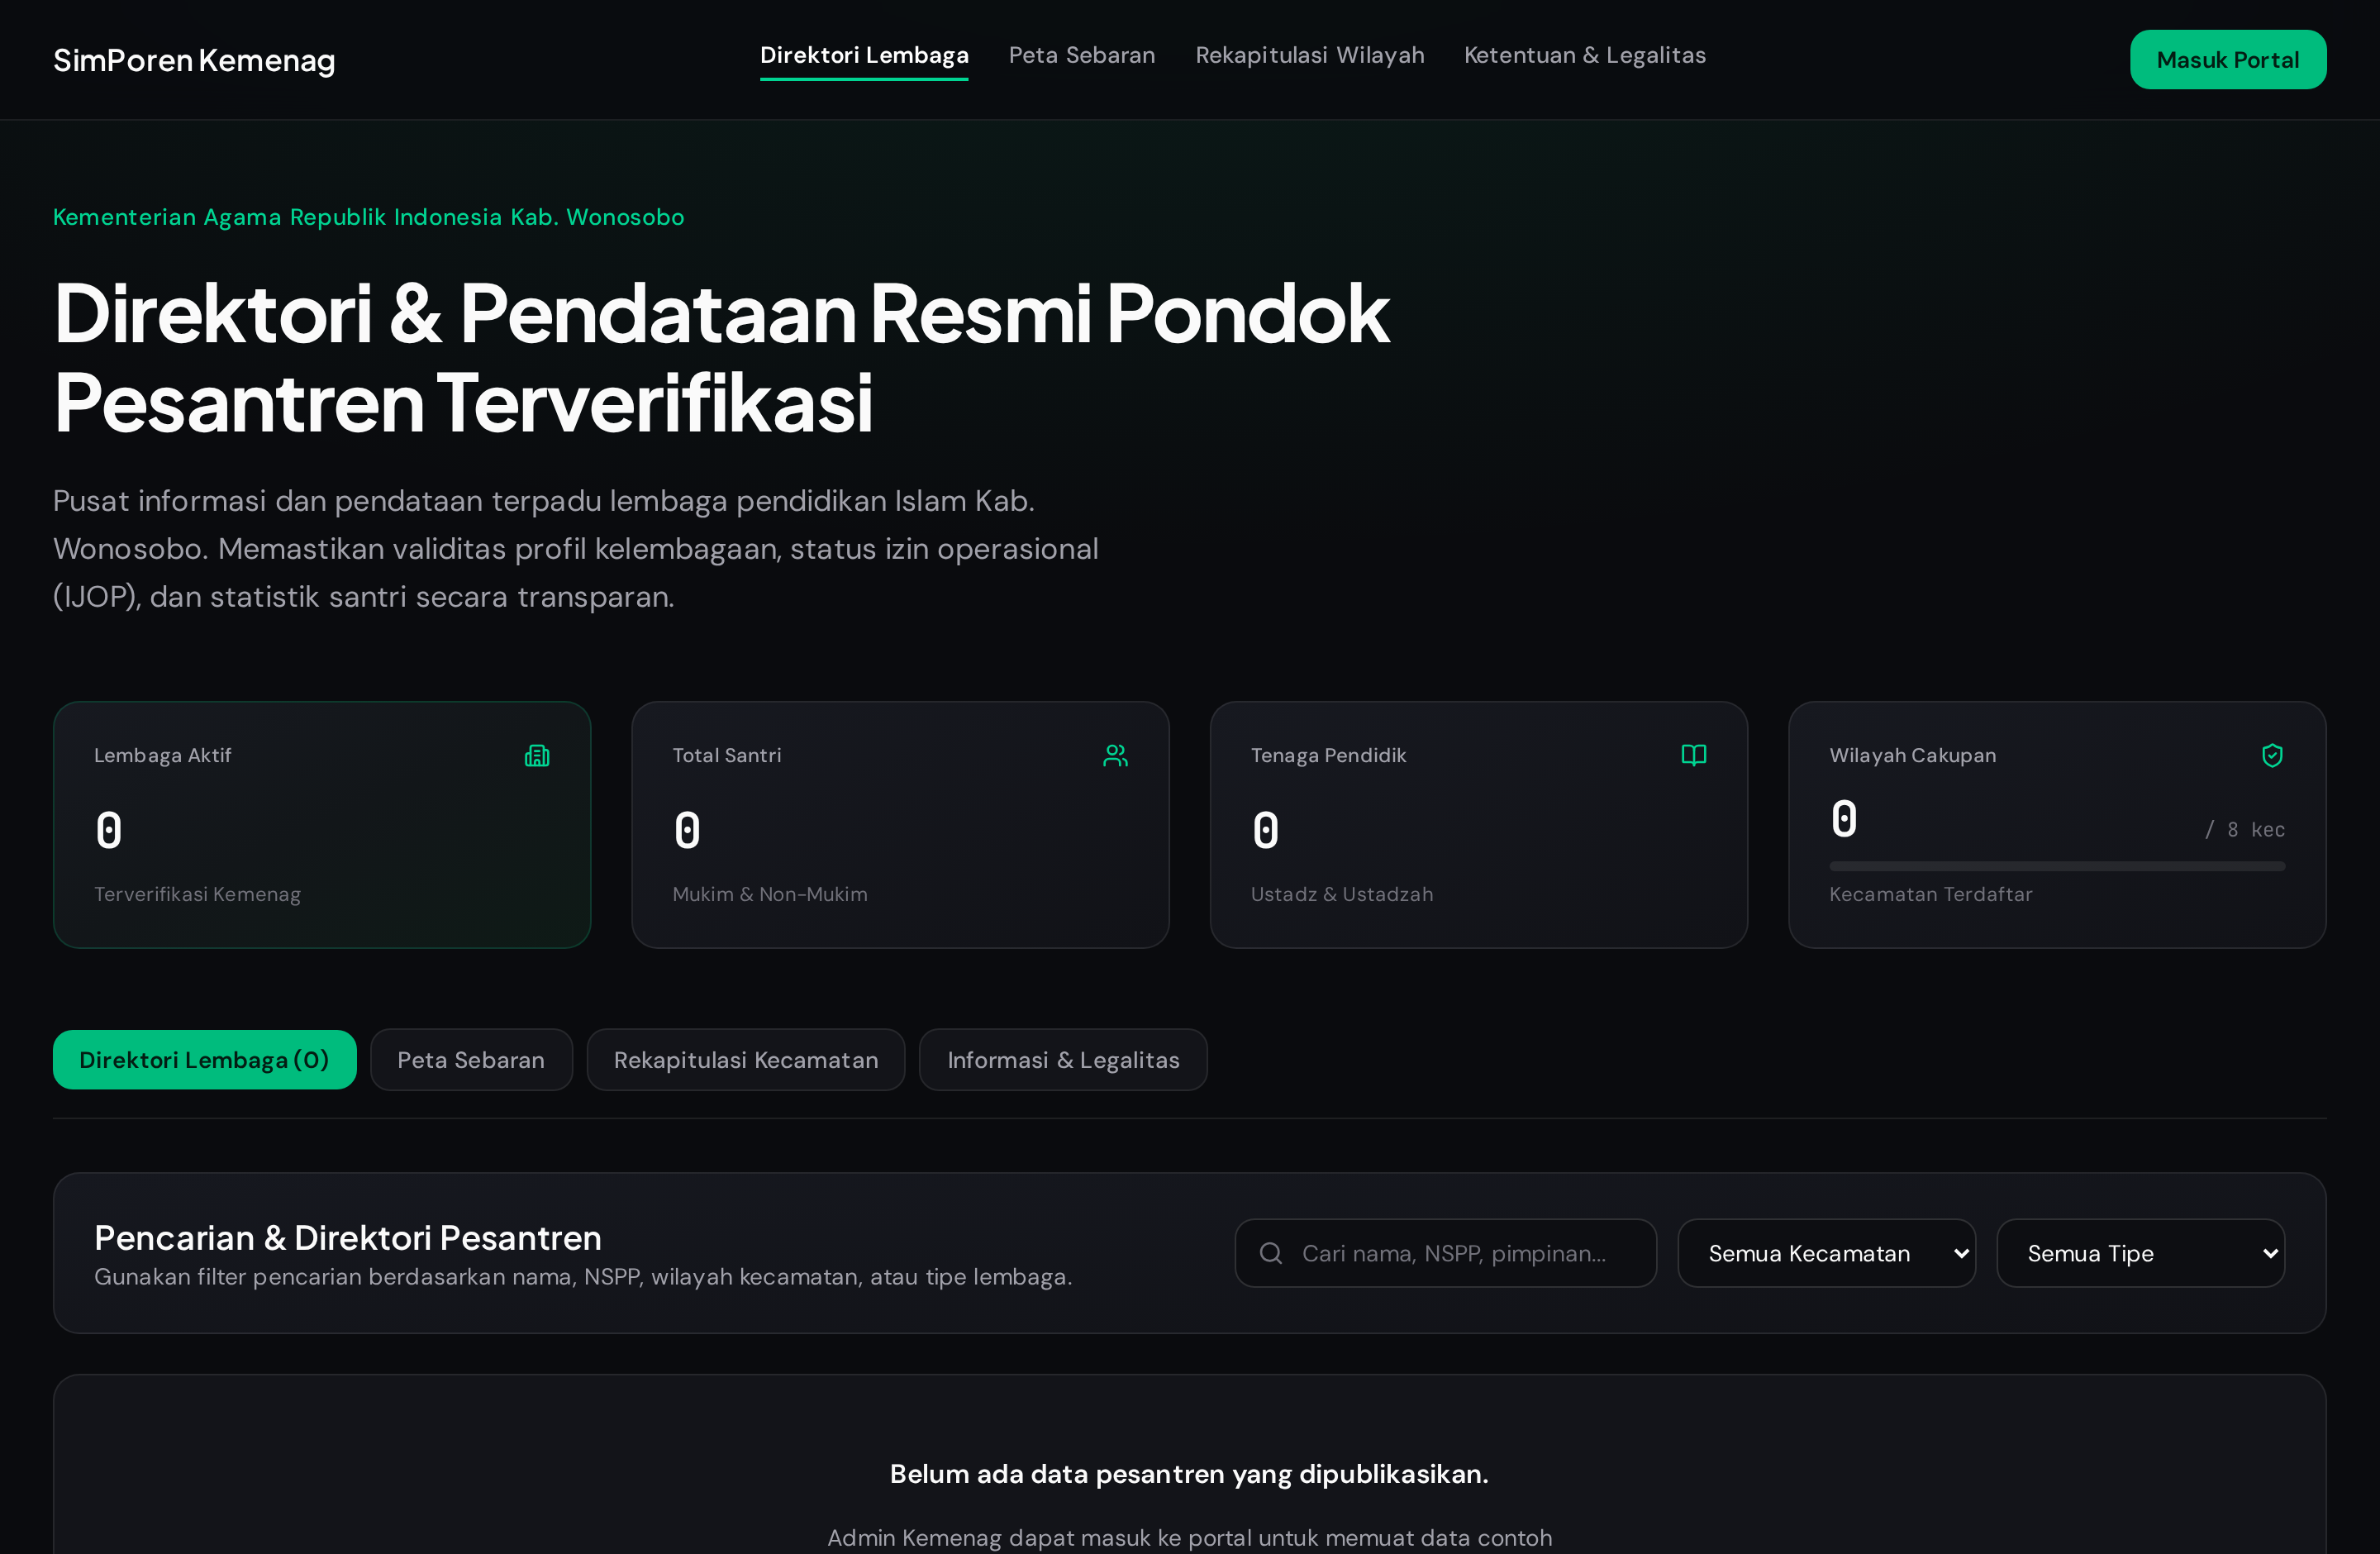 SimPoren Kemenag
Direktori Lembaga
Peta Sebaran
Rekapitulasi Wilayah
Ketentuan & Legalitas
Masuk Portal
Kementerian Agama Republik Indonesia Kab. Wonosobo
Direktori & Pendataan Resmi Pondok
Pesantren Terverifikasi
Pusat informasi dan pendataan terpadu lembaga pendidikan Islam Kab.
Wonosobo. Memastikan validitas profil kelembagaan, status izin operasional
(IJOP), dan statistik santri secara transparan.
Lembaga Aktif
0
Terverifikasi Kemenag
Total Santri
0
Mukim & Non-Mukim
Tenaga Pendidik
0
Ustadz & Ustadzah
Wilayah Cakupan
0
/ 8 kec
Kecamatan Terdaftar
Direktori Lembaga (0)
Peta Sebaran
Rekapitulasi Kecamatan
Informasi & Legalitas
Pencarian & Direktori Pesantren
Gunakan filter pencarian berdasarkan nama, NSPP, wilayah kecamatan, atau tipe lembaga.
Cari nama, NSPP, pimpinan...
Semua Kecamatan
Semua Tipe
Belum ada data pesantren yang dipublikasikan.
Admin Kemenag dapat masuk ke portal untuk memuat data contoh